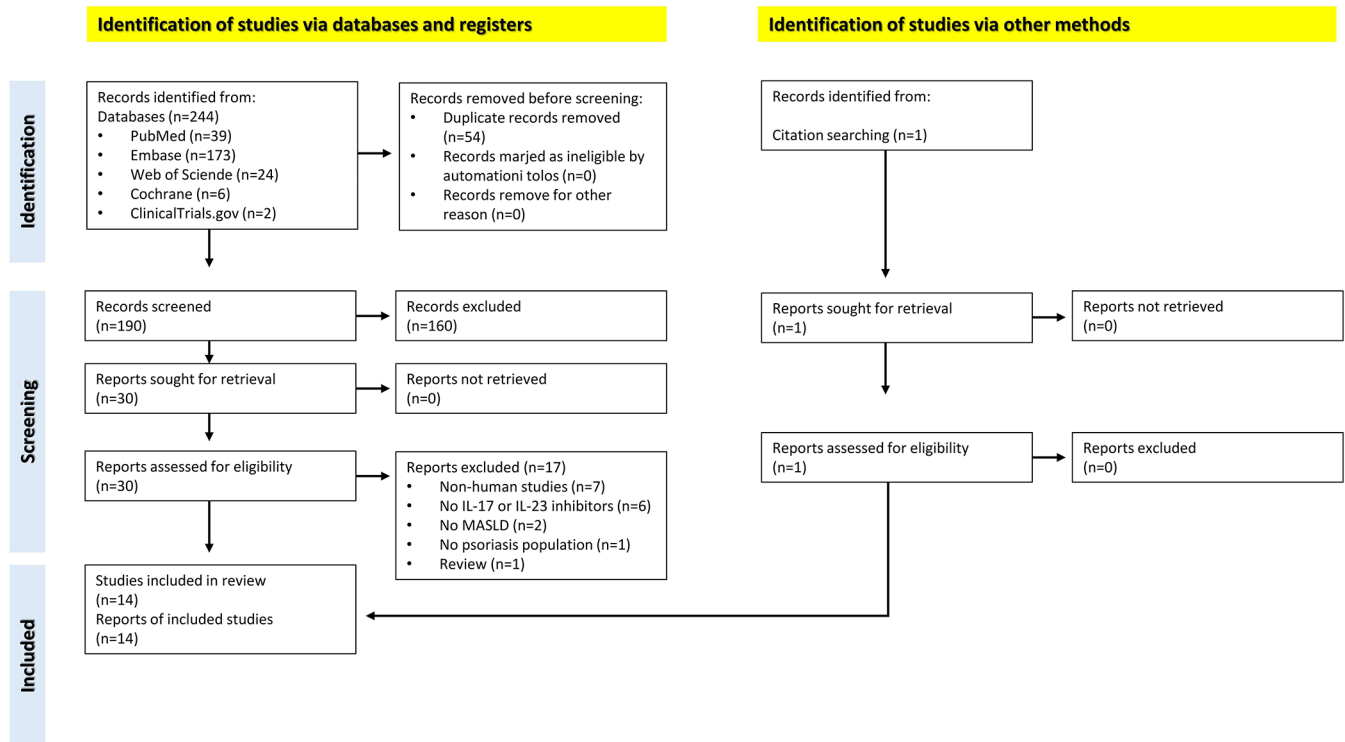 Identification of studies via databases and registers
Identification of studies via other methods
Identification
Records identified from:
Databases (n=244)
• PubMed (n=39)
• Embase (n=173)
• Web of Sciende (n=24)
• Cochrane (n=6)
• ClinicalTrials.gov (n=2)
Records removed before screening:
• Duplicate records removed
(n=54)
• Records marjed as ineligible by
automationi tolos (n=0)
• Records remove for other
reason (n=0)
Records identified from:
Citation searching (n=1)
Screening
Records screened
(n=190)
Records excluded
(n=160)
Reports sought for retrieval
(n=1)
Reports not retrieved
(n=0)
Reports sought for retrieval
(n=30)
Reports not retrieved
(n=0)
Reports assessed for eligibility
(n=30)
Reports excluded (n=17)
• Non-human studies (n=7)
• No IL-17 or IL-23 inhibitors (n=6)
• No MASLD (n=2)
• No psoriasis population (n=1)
• Review (n=1)
Reports assessed for eligibility
(n=1)
Reports excluded
(n=0)
Included
Studies included in review
(n=14)
Reports of included studies
(n=14)